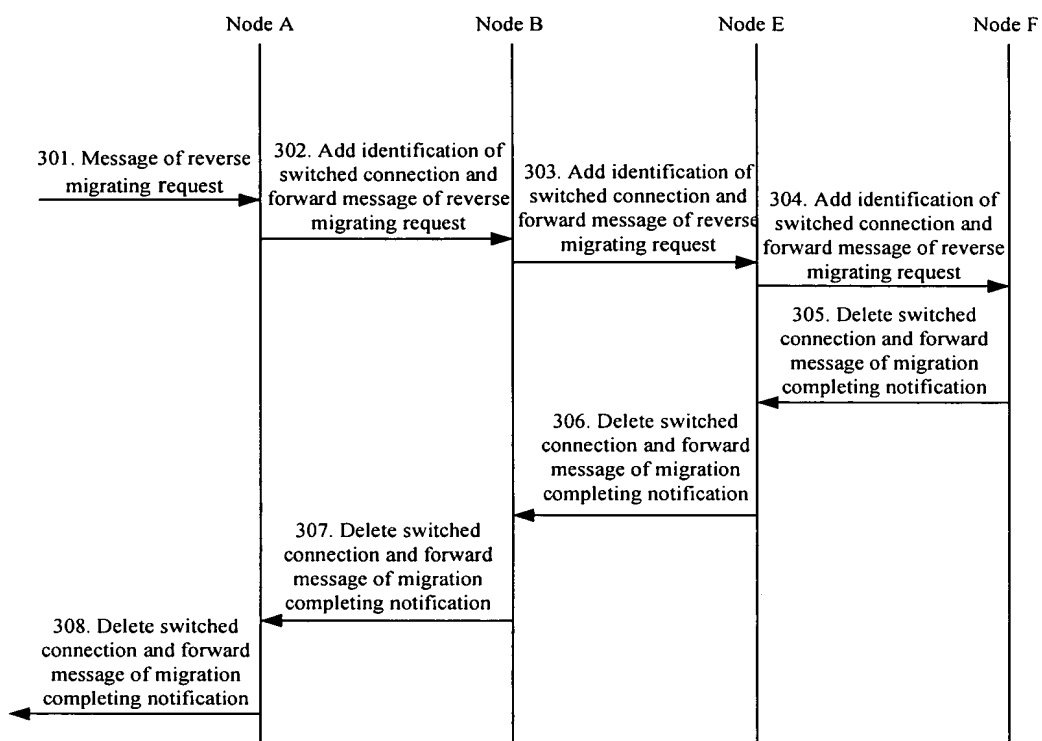 Node A
Node B
Node E
Node F
301. Message of reverse
migrating request
302. Add identification of
switched connection and
forward message of reverse
migrating request
303. Add identification of
switched connection and
forward message of reverse
migrating request
304. Add identification of
switched connection and
forward message of reverse
migrating request
305. Delete switched
connection and forward
message of migration
completing notification
306. Delete switched
connection and forward
message of migration
completing notification
307. Delete switched
connection and forward
message of migration
completing notification
308. Delete switched
connection and forward
message of migration
completing notification